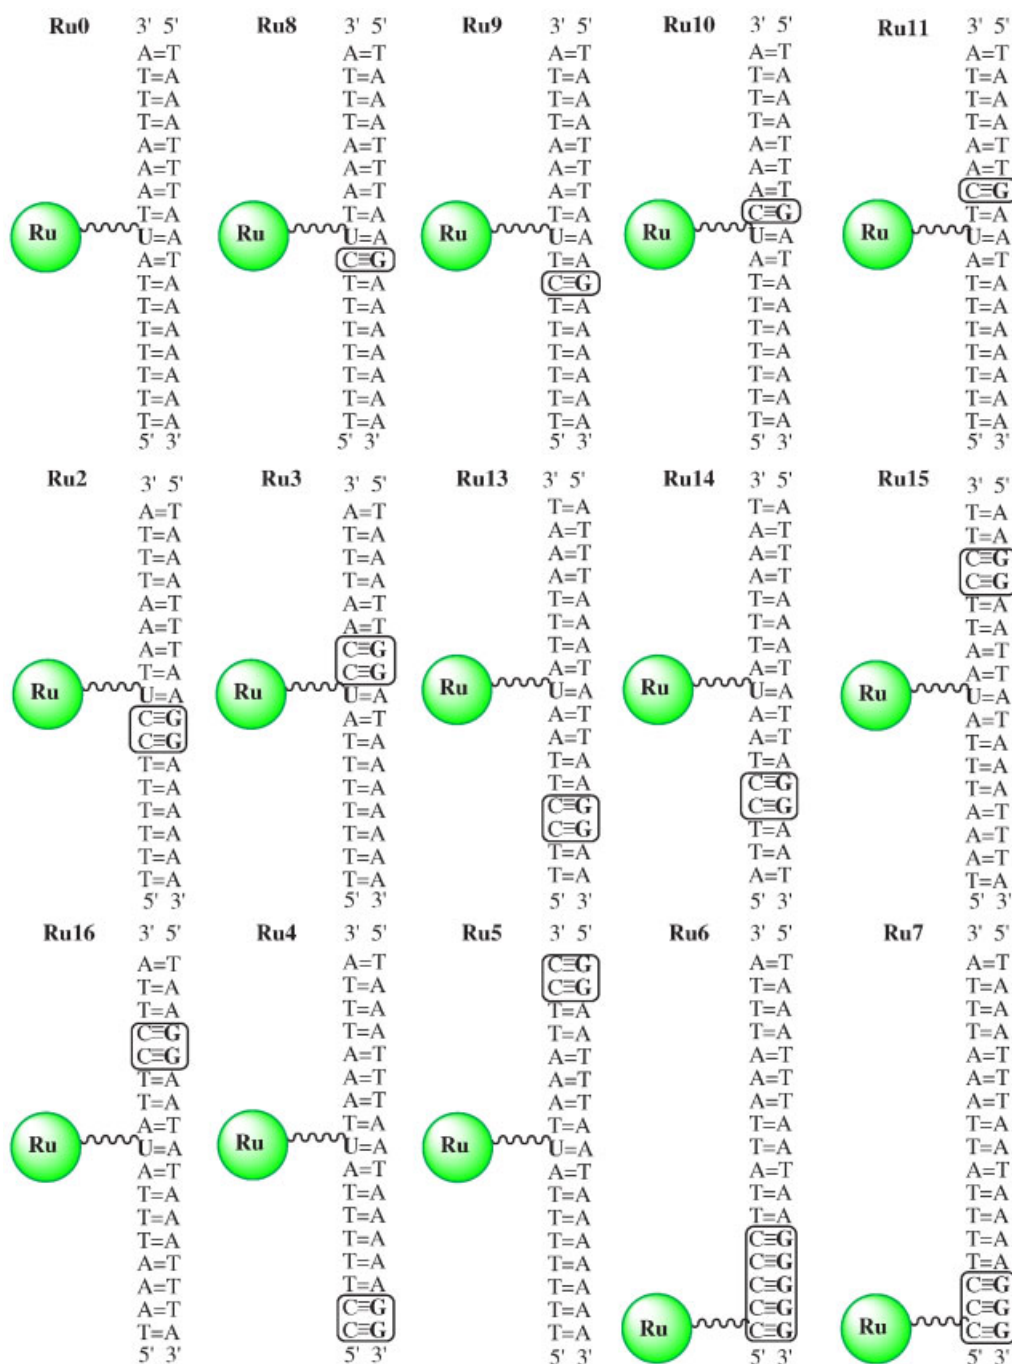 Ru0
3' 5'
A=T
T=A
T=A
T=A
A=T
A=T
A=T
T=A
Ru
U=A
A=T
T=A
T=A
T=A
T=A
T=A
T=A
T=A
5' 3'
Ru8
3' 5'
A=T
T=A
T=A
T=A
A=T
A=T
A=T
T=A
Ru
U=A
C≡G
T=A
T=A
T=A
T=A
T=A
T=A
T=A
5' 3'
Ru9
3' 5'
A=T
T=A
T=A
T=A
A=T
A=T
A=T
T=A
Ru
U=A
T=A
C≡G
T=A
T=A
T=A
T=A
T=A
T=A
5' 3'
Ru10
3' 5'
A=T
T=A
T=A
T=A
A=T
A=T
A=T
C≡G
Ru
U=A
A=T
T=A
T=A
T=A
T=A
T=A
T=A
T=A
5' 3'
Ru11
3' 5'
A=T
T=A
T=A
T=A
A=T
A=T
C≡G
T=A
Ru
U=A
A=T
T=A
T=A
T=A
T=A
T=A
T=A
T=A
5' 3'
Ru2
3' 5'
A=T
T=A
T=A
T=A
A=T
A=T
A=T
T=A
Ru
U=A
C≡G
C≡G
T=A
T=A
T=A
T=A
T=A
T=A
5' 3'
Ru3
3' 5'
A=T
T=A
T=A
T=A
A=T
A=T
C≡G
C≡G
Ru
U=A
A=T
T=A
T=A
T=A
T=A
T=A
T=A
T=A
5' 3'
Ru13
3' 5'
T=A
A=T
A=T
A=T
T=A
T=A
T=A
A=T
Ru
U=A
A=T
A=T
T=A
T=A
C≡G
C≡G
T=A
T=A
5' 3'
Ru14
3' 5'
T=A
A=T
A=T
A=T
T=A
T=A
T=A
A=T
Ru
U=A
A=T
T=A
T=A
C≡G
C≡G
T=A
T=A
A=T
5' 3'
Ru15
3' 5'
T=A
T=A
C≡G
C≡G
T=A
T=A
A=T
A=T
Ru
U=A
A=T
T=A
T=A
T=A
A=T
A=T
A=T
T=A
5' 3'
Ru16
3' 5'
A=T
T=A
T=A
C≡G
C≡G
T=A
T=A
A=T
Ru
U=A
A=T
T=A
T=A
T=A
A=T
A=T
A=T
T=A
5' 3'
Ru4
3' 5'
A=T
T=A
T=A
T=A
A=T
A=T
A=T
T=A
Ru
U=A
A=T
T=A
T=A
T=A
T=A
T=A
C≡G
C≡G
5' 3'
Ru5
3' 5'
C≡G
C≡G
T=A
T=A
A=T
A=T
A=T
T=A
Ru
U=A
A=T
T=A
T=A
T=A
T=A
T=A
T=A
T=A
5' 3'
Ru6
3' 5'
A=T
T=A
T=A
T=A
A=T
A=T
A=T
T=A
T=A
A=T
T=A
T=A
C≡G
C≡G
C≡G
C≡G
Ru
C≡G
5' 3'
Ru7
3' 5'
A=T
T=A
T=A
T=A
A=T
A=T
A=T
T=A
T=A
A=T
T=A
T=A
T=A
T=A
C≡G
C≡G
Ru
C≡G
5' 3'